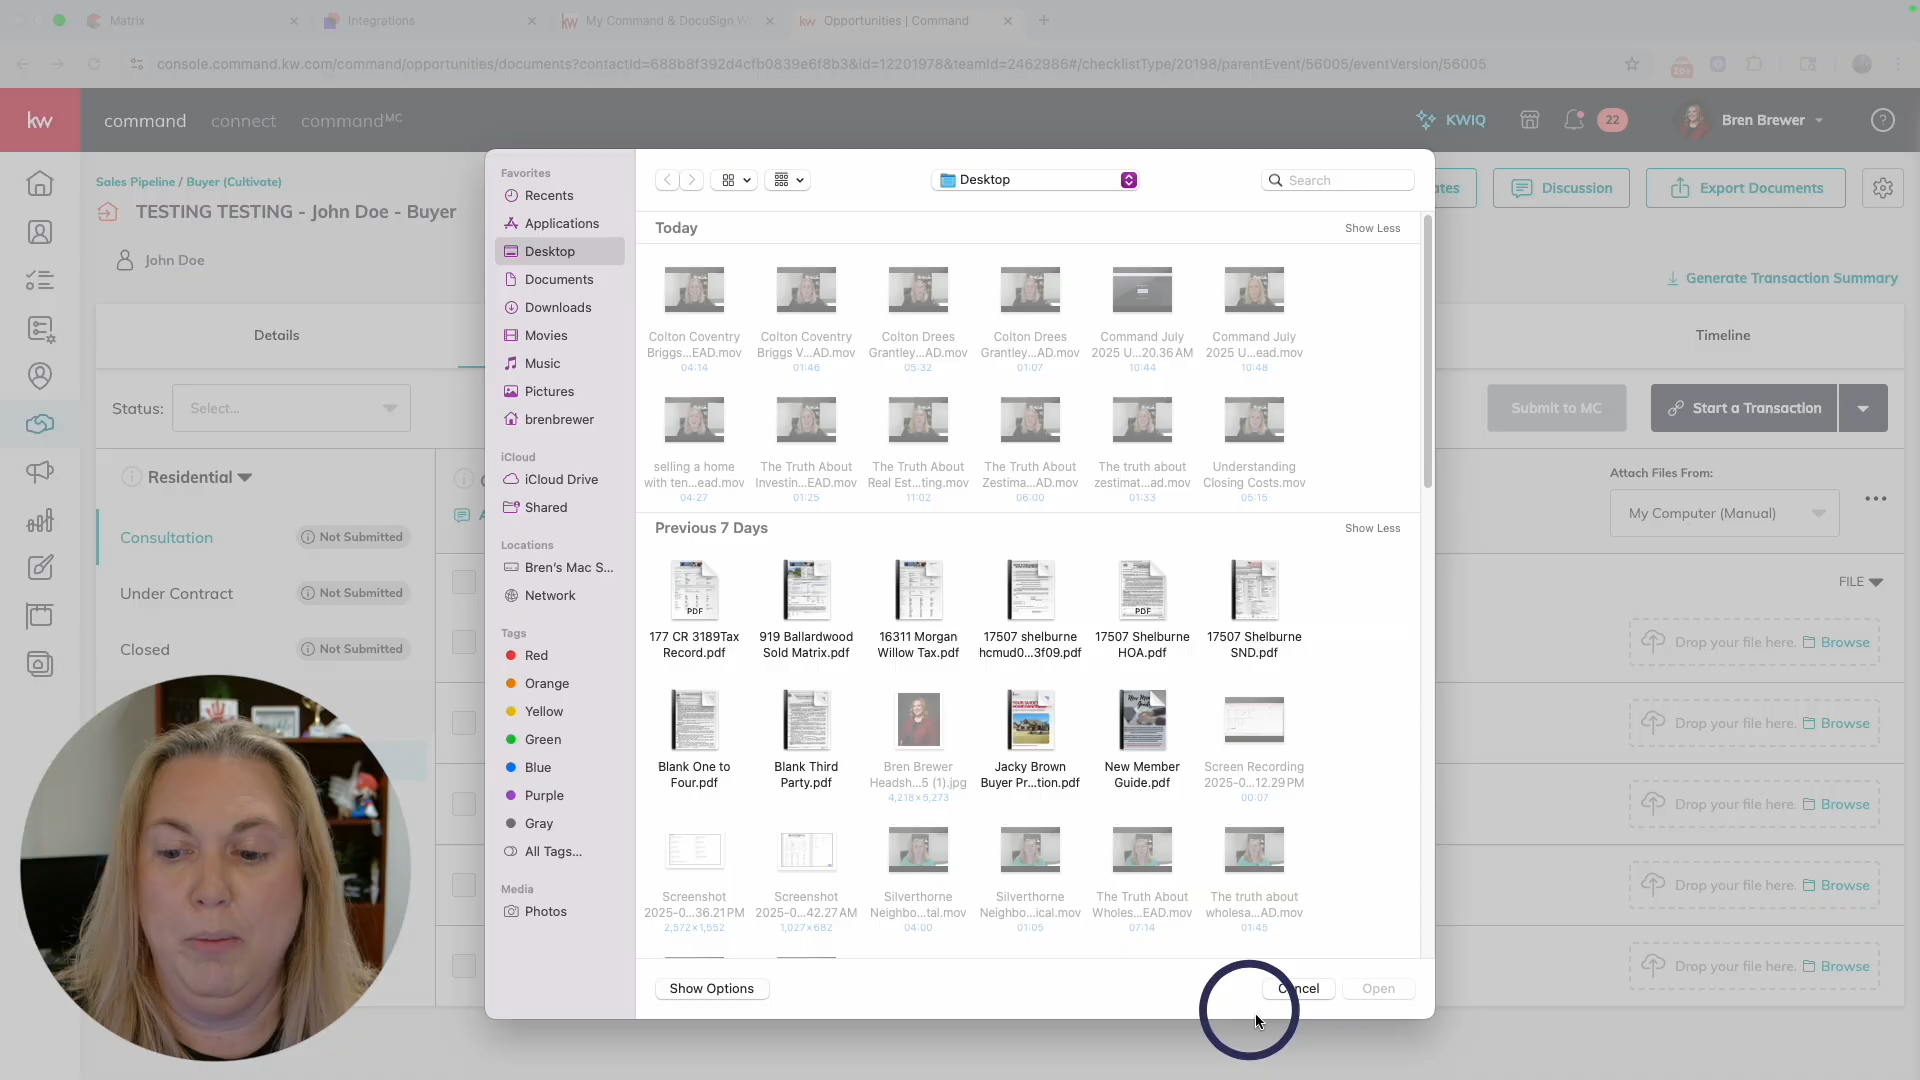 Matrix
Integrations
My Command & DocuSign W
Opportunities | Command
console.command.kw.com/command/opportunities/documents?contactId=688b8f392d4cfb0839e6f8b3&id=12201978&teamId=2462986#/checklistType/20198/parentEvent/56005/eventVersion/56005
kw
command
connect
commandMC
KWIQ
22
Bren Brewer
Sales Pipeline / Buyer (Cultivate)
TESTING TESTING - John Doe - Buyer
John Doe
ates
Discussion
Export Documents
Generate Transaction Summary
Details
Timeline
Status:
Select...
Submit to MC
Start a Transaction
Residential
Attach Files From:
My Computer (Manual)
Consultation
Not Submitted
Under Contract
Not Submitted
Closed
Not Submitted
FILE
Drop your file here. Browse
Drop your file here. Browse
Drop your file here. Browse
Drop your file here. Browse
Drop your file here. Browse
Favorites
Recents
Applications
Desktop
Documents
Downloads
Movies
Music
Pictures
brenbrewer
iCloud
iCloud Drive
Shared
Locations
Bren's Mac S...
Network
Tags
Red
Orange
Yellow
Green
Blue
Purple
Gray
All Tags...
Media
Photos
Desktop
Search
Today
Show Less
Colton Coventry Briggs...EAD.mov
04:14
Colton Coventry Briggs V...AD.mov
01:46
Colton Drees Grantley...AD.mov
05:32
Colton Drees Grantley...AD.mov
01:07
Command July 2025 U...20.36 AM
10:44
Command July 2025 U...ead.mov
10:48
selling a home with ten...ead.mov
04:27
The Truth About Investin...EAD.mov
01:25
The Truth About Real Est...ting.mov
11:02
The Truth About Zestima...AD.mov
06:00
The truth about zestimat...ad.mov
01:33
Understanding Closing Costs.mov
05:15
Previous 7 Days
Show Less
PDF
177 CR 3189Tax Record.pdf
919 Ballardwood Sold Matrix.pdf
16311 Morgan Willow Tax.pdf
17507 shelburne hcmud0...3f09.pdf
PDF
17507 Shelburne HOA.pdf
17507 Shelburne SND.pdf
Blank One to Four.pdf
Blank Third Party.pdf
Bren Brewer Headsh...5 (1).jpg
4,218×5,273
Jacky Brown Buyer Pr...tion.pdf
New Member Guide.pdf
Screen Recording 2025-0...12.29 PM
00:07
Screenshot 2025-0...36.21 PM
2,572×1,552
Screenshot 2025-0...42.27 AM
1,027×682
Silverthorne Neighbo...tal.mov
04:00
Silverthorne Neighbo...ical.mov
01:05
The Truth About Wholes...EAD.mov
07:14
The truth about wholesa...AD.mov
01:45
Show Options
Cancel
Open